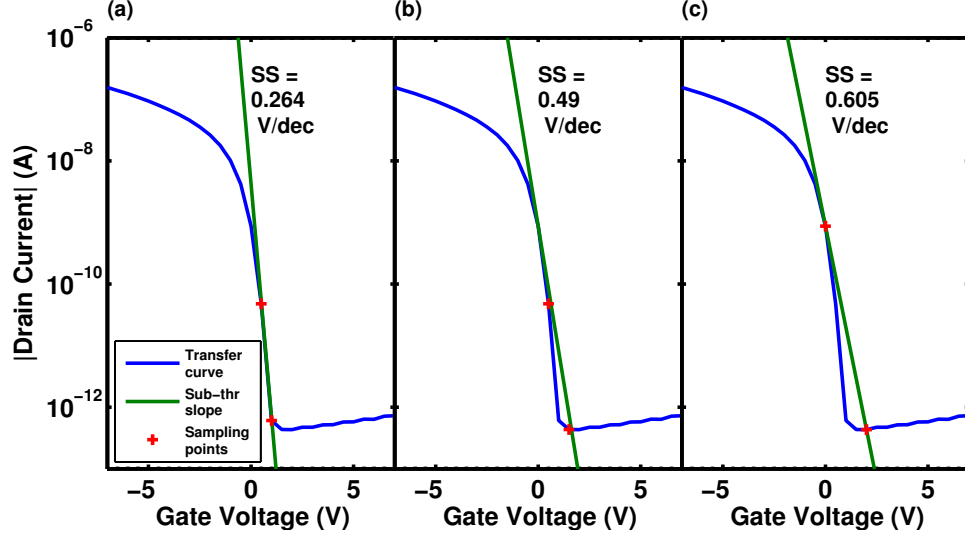 (a)
(b)
(c)
|Drain Current| (A)
10^-6
10^-8
10^-10
10^-12
SS =
0.264
V/dec
SS =
0.49
V/dec
SS =
0.605
V/dec
Transfer
curve
Sub−thr
slope
Sampling
points
−5 0 5
−5 0 5
−5 0 5
Gate Voltage (V)
Gate Voltage (V)
Gate Voltage (V)